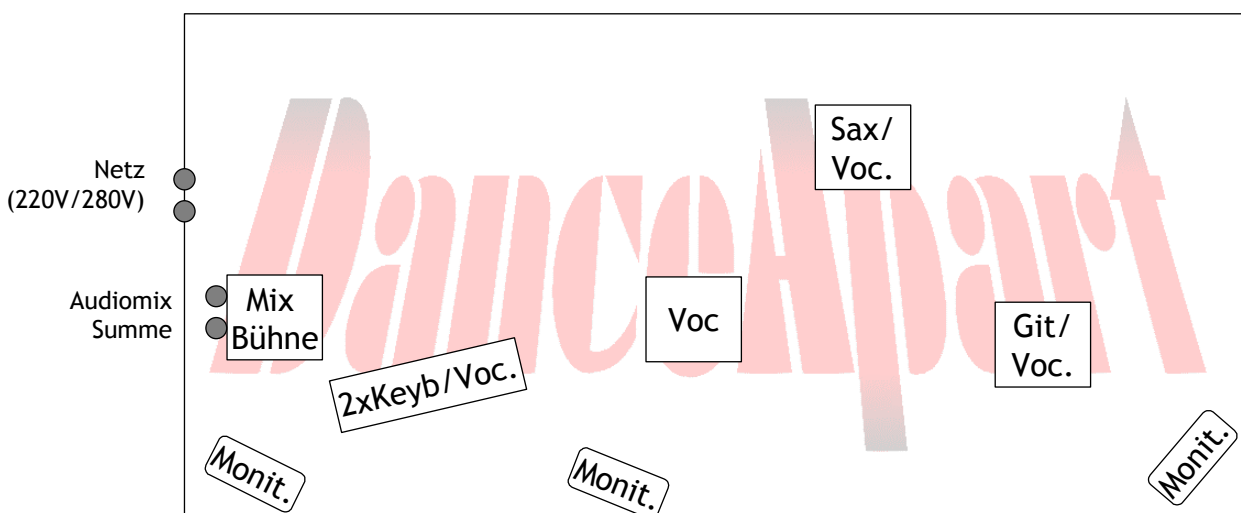 DanceApart
Sax/
Voc.
Netz
(220V/280V)
Audiomix
Summe
Mix
Bühne
Voc
Git/
Voc.
2xKeyb/Voc.
Monit.
Monit.
Monit.